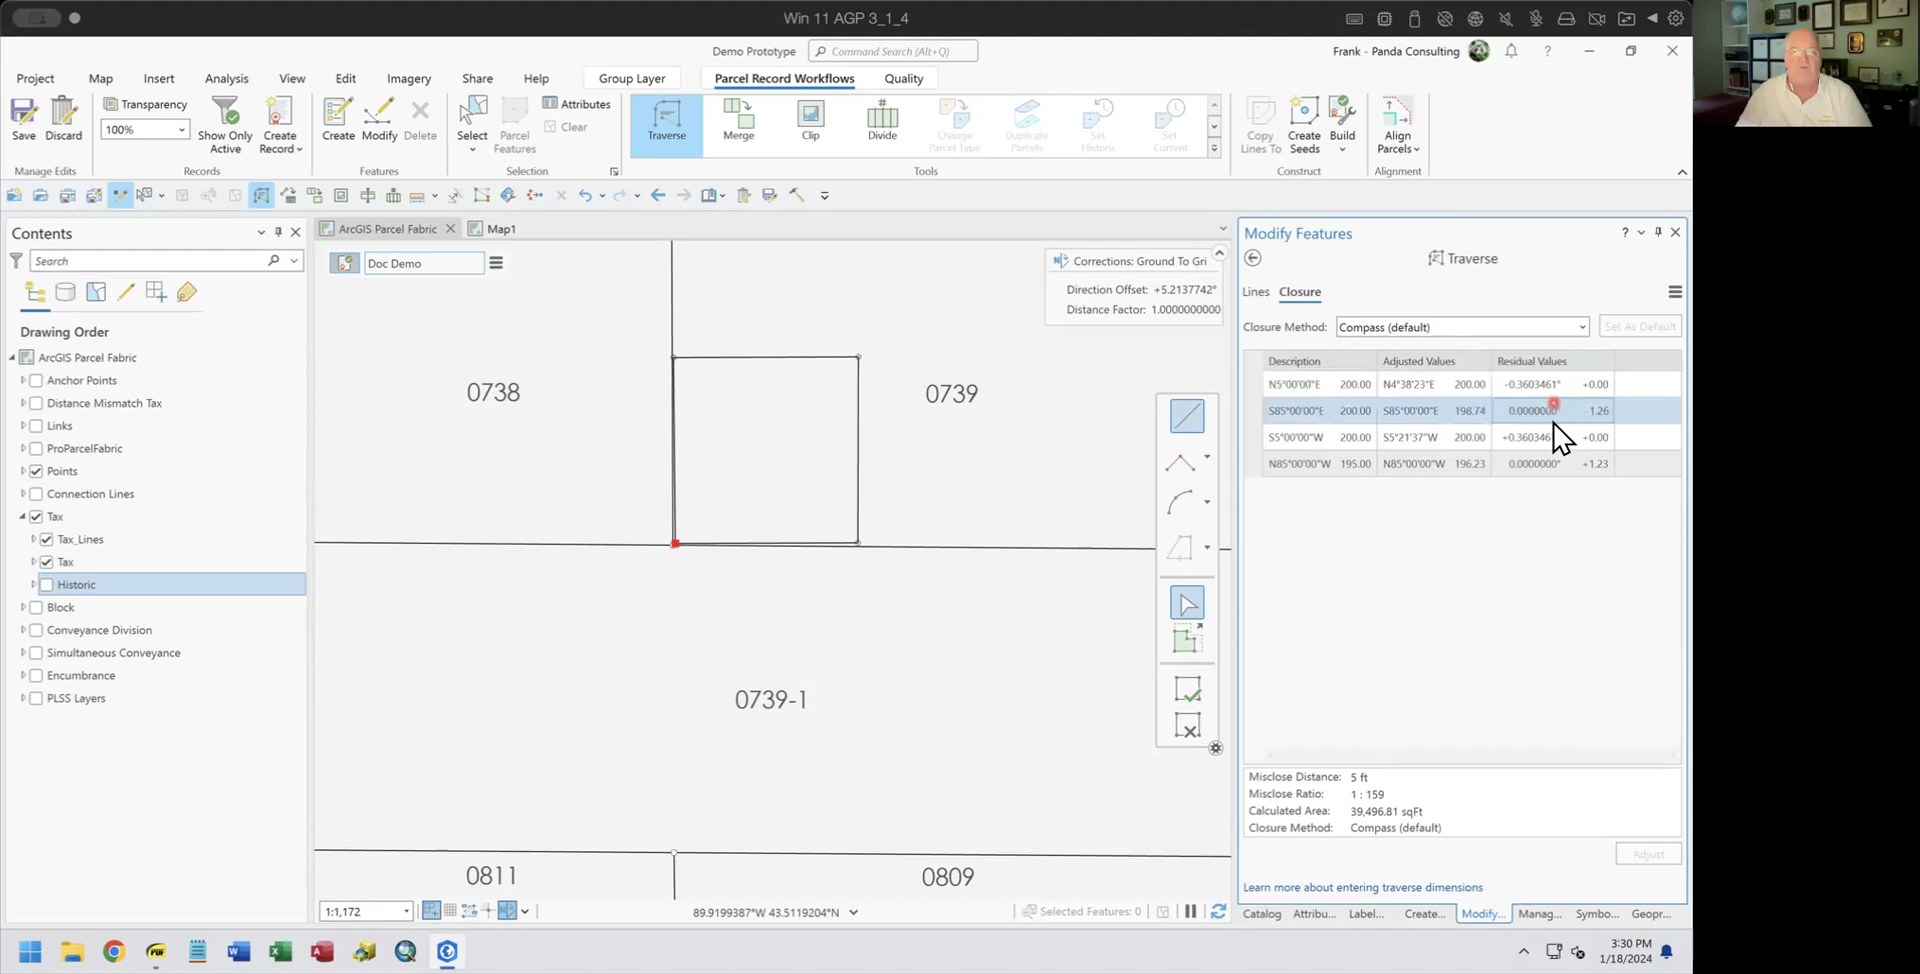 Win 11 AGP 3_1_4
Demo Prototype
Command Search (Alt+Q)
Frank - Panda Consulting
?
Project
Map
Insert
Analysis
View
Edit
Imagery
Share
Help
Group Layer
Parcel Record Workflows
Quality
Save
Discard
Manage Edits
Transparency
100%
Show Only
Active
Create
Record
Records
Create
Modify
Delete
Features
Select
Parcel
Features
Attributes
Clear
Selection
Traverse
Merge
Clip
Divide
Change
Parcel Type
Duplicate
Parcels
Set
Historic
Set
Current
Tools
Copy
Lines To
Create
Seeds
Build
Construct
Align
Parcels
Alignment
Contents
Search
Drawing Order
ArcGIS Parcel Fabric
Anchor Points
Distance Mismatch Tax
Links
ProParcelFabric
Points
Connection Lines
Tax
Tax_Lines
Tax
Historic
Block
Conveyance Division
Simultaneous Conveyance
Encumbrance
PLSS Layers
ArcGIS Parcel Fabric
Map1
Doc Demo
Corrections: Ground To Gri
Direction Offset: +5.2137742°
Distance Factor: 1.0000000000
0738
0739
0739-1
0811
0809
1:1,172
89.9199387°W 43.5119204°N
Selected Features: 0
Modify Features
?
Traverse
Lines
Closure
Closure Method:
Compass (default)
Set As Default
Description Adjusted Values Residual Values
N5°00'00"E 200.00 N4°38'23"E 200.00 -0.3603461° +0.00
S85°00'00"E 200.00 S85°00'00"E 198.74 0.0000000 -1.26
S5°00'00"W 200.00 S5°21'37"W 200.00 +0.360346 +0.00
N85°00'00"W 195.00 N85°00'00"W 196.23 0.0000000° +1.23
Misclose Distance: 5 ft
Misclose Ratio: 1 : 159
Calculated Area: 39,496.81 sqFt
Closure Method: Compass (default)
Adjust
Learn more about entering traverse dimensions
Catalog
Attribu...
Label...
Create...
Modify...
Manag...
Symbo...
Geopr...
3:30 PM
1/18/2024